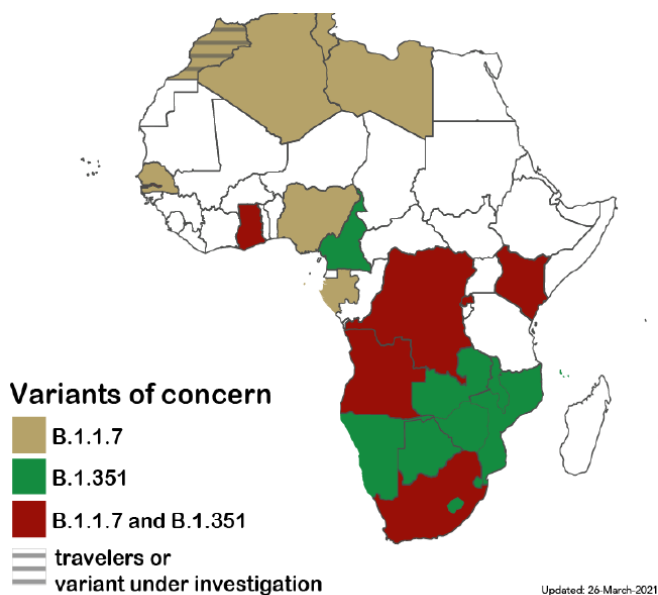 Variants of concern
B.1.1.7
B.1.351
B.1.1.7 and B.1.351
travelers or
variant under investigation
Updated: 26-March-2021